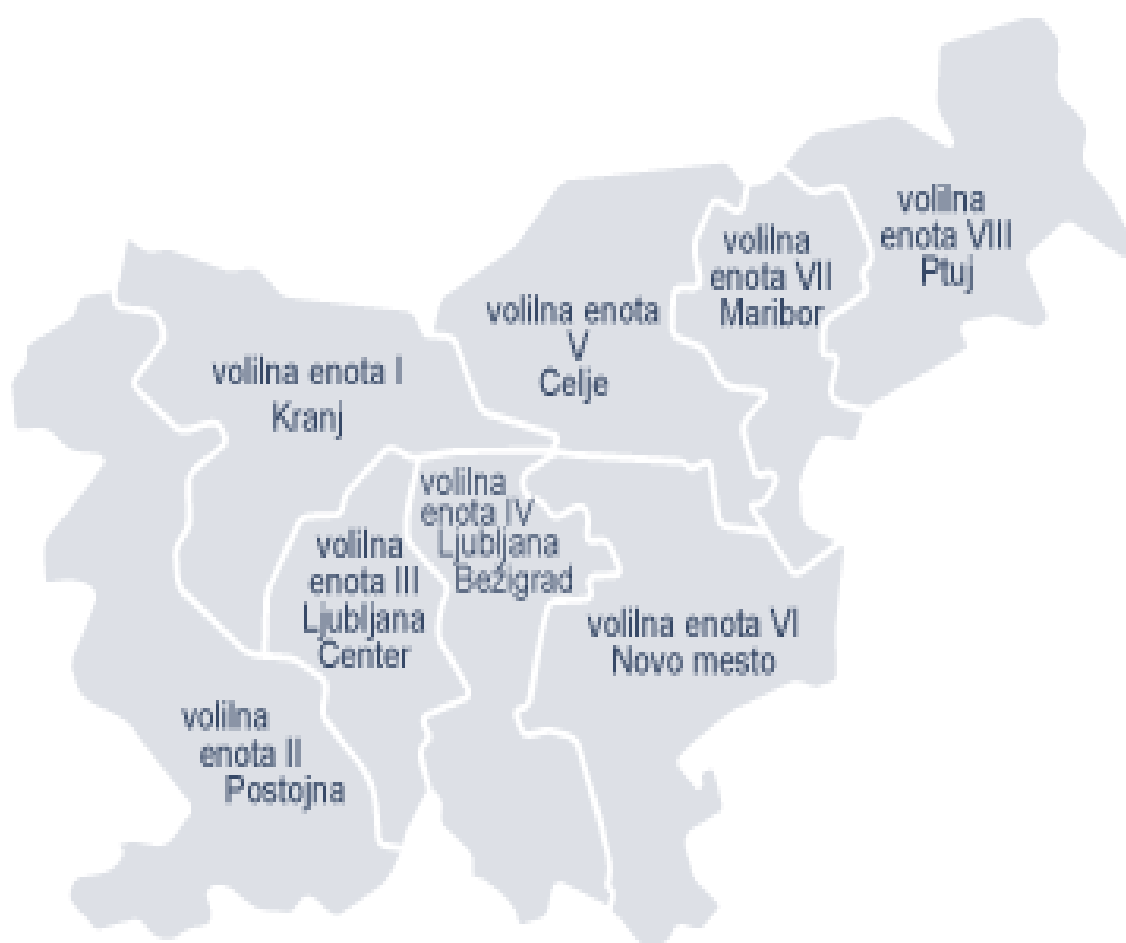 volilna
enota VIII
Ptuj
volilna
enota VII
Maribor
volilna enota
V
Celje
volilna enota I
Kranj
volilna
enota IV
Ljubljana
Bežigrad
volilna
enota III
Ljubljana
Center
volilna enota VI
Novo mesto
volilna
enota II
Postojna